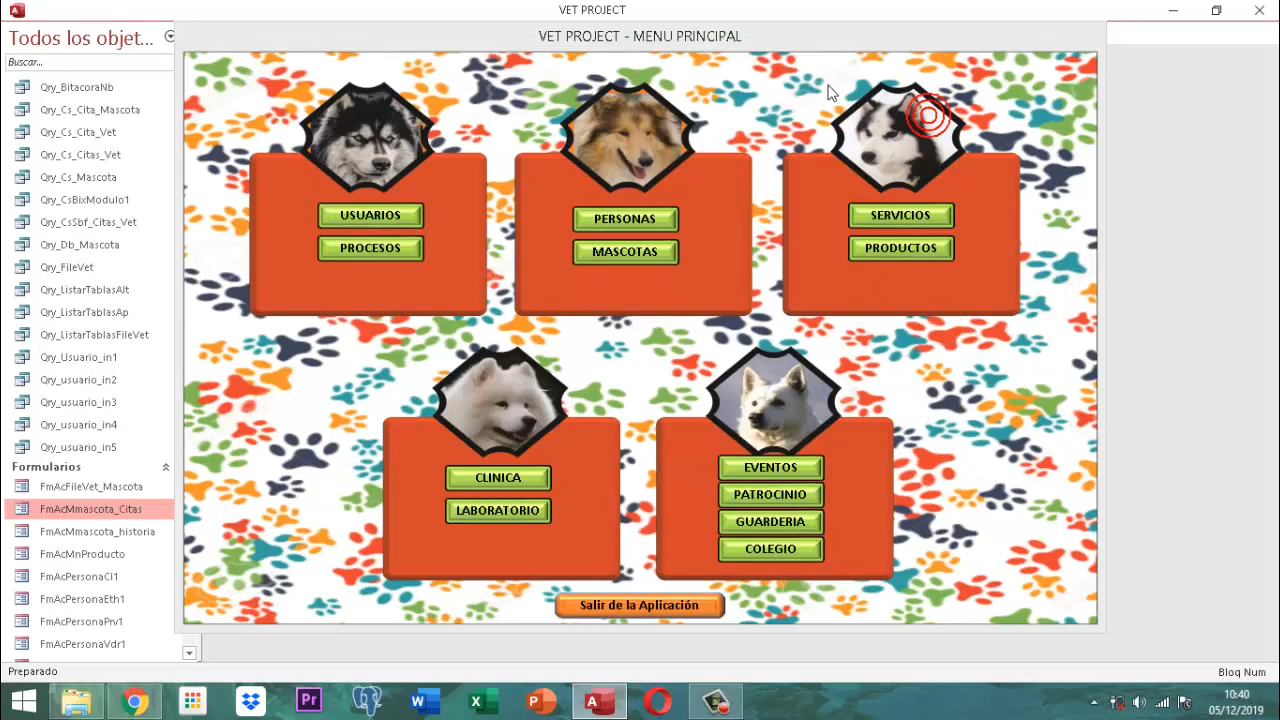 VET PROJECT
Todos los objet...
Buscar...
Qry_BitacoraNb
Qry_Cs_Cita_Mascota
Qry_Cs_Cita_Vet
Qry_Cs_Citas_Vet
Qry_Cs_Mascota
Qry_CsBixModulo1
Qry_CsSbf_Citas_Vet
Qry_Db_Mascota
Qry_FileVet
Qry_ListarTablasAlt
Qry_ListarTablasAp
Qry_ListarTablasFileVet
Qry_Usuario_in1
Qry_usuario_in2
Qry_usuario_in3
Qry_usuario_in4
Qry_usuario_in5
Formularios
FmAcFileVet_Mascota
FmAcMmascota_Citas
FmAcMmascota_historia
FmAcMnProducto
FmAcPersonaCi1
FmAcPersonaEth1
FmAcPersonaPrv1
FmAcPersonaVdr1
VET PROJECT - MENU PRINCIPAL
USUARIOS
PROCESOS
PERSONAS
MASCOTAS
SERVICIOS
PRODUCTOS
CLINICA
LABORATORIO
EVENTOS
PATROCINIO
GUARDERIA
COLEGIO
Salir de la Aplicación
Preparado
Bloq Num
10:40
05/12/2019